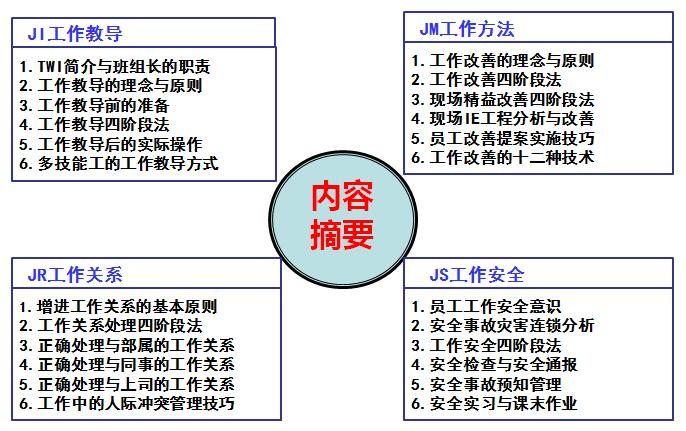 JI工作教导
1.TWI简介与班组长的职责
2.工作教导的理念与原则
3.工作教导前的准备
4.工作教导四阶段法
5.工作教导后的实际操作
6.多技能工的工作教导方式
JM工作方法
1.工作改善的理念与原则
2.工作改善四阶段法
3.现场精益改善四阶段法
4.现场IE工程分析与改善
5.员工改善提案实施技巧
6.工作改善的十二种技术
内容
摘要
JR工作关系
1.增进工作关系的基本原则
2.工作关系处理四阶段法
3.正确处理与部属的工作关系
4.正确处理与同事的工作关系
5.正确处理与上司的工作关系
6.工作中的人际冲突管理技巧
JS工作安全
1.员工工作安全意识
2.安全事故灾害连锁分析
3.工作安全四阶段法
4.安全检查与安全通报
5.安全事故预知管理
6.安全实习与课末作业